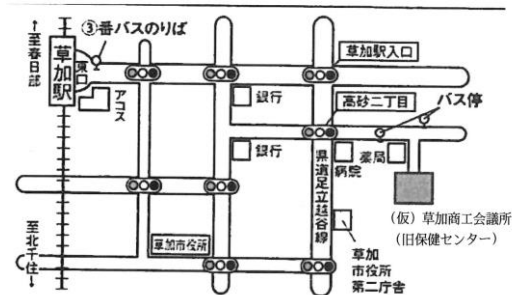 ③番バスのりば
↑至春日部
草加駅
東口
アコス
草加駅入口
銀行
高砂二丁目
バス停
銀行
県道足立越谷線
病院
薬局
(仮) 草加商工会議所
(旧保健センター)
草加市役所
草加
市役所
第二庁舎
至北千住↓